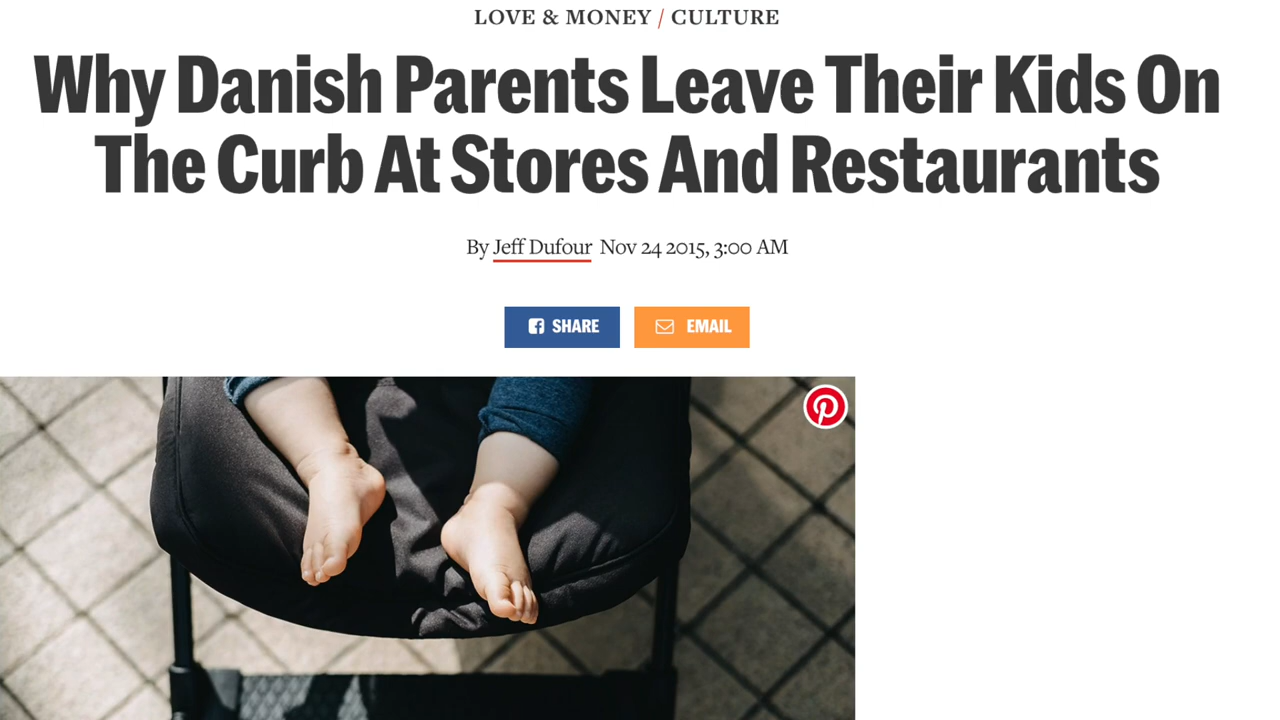 LOVE & MONEY / CULTURE
Why Danish Parents Leave Their Kids On
The Curb At Stores And Restaurants
By Jeff Dufour Nov 24 2015, 3:00 AM
SHARE EMAIL